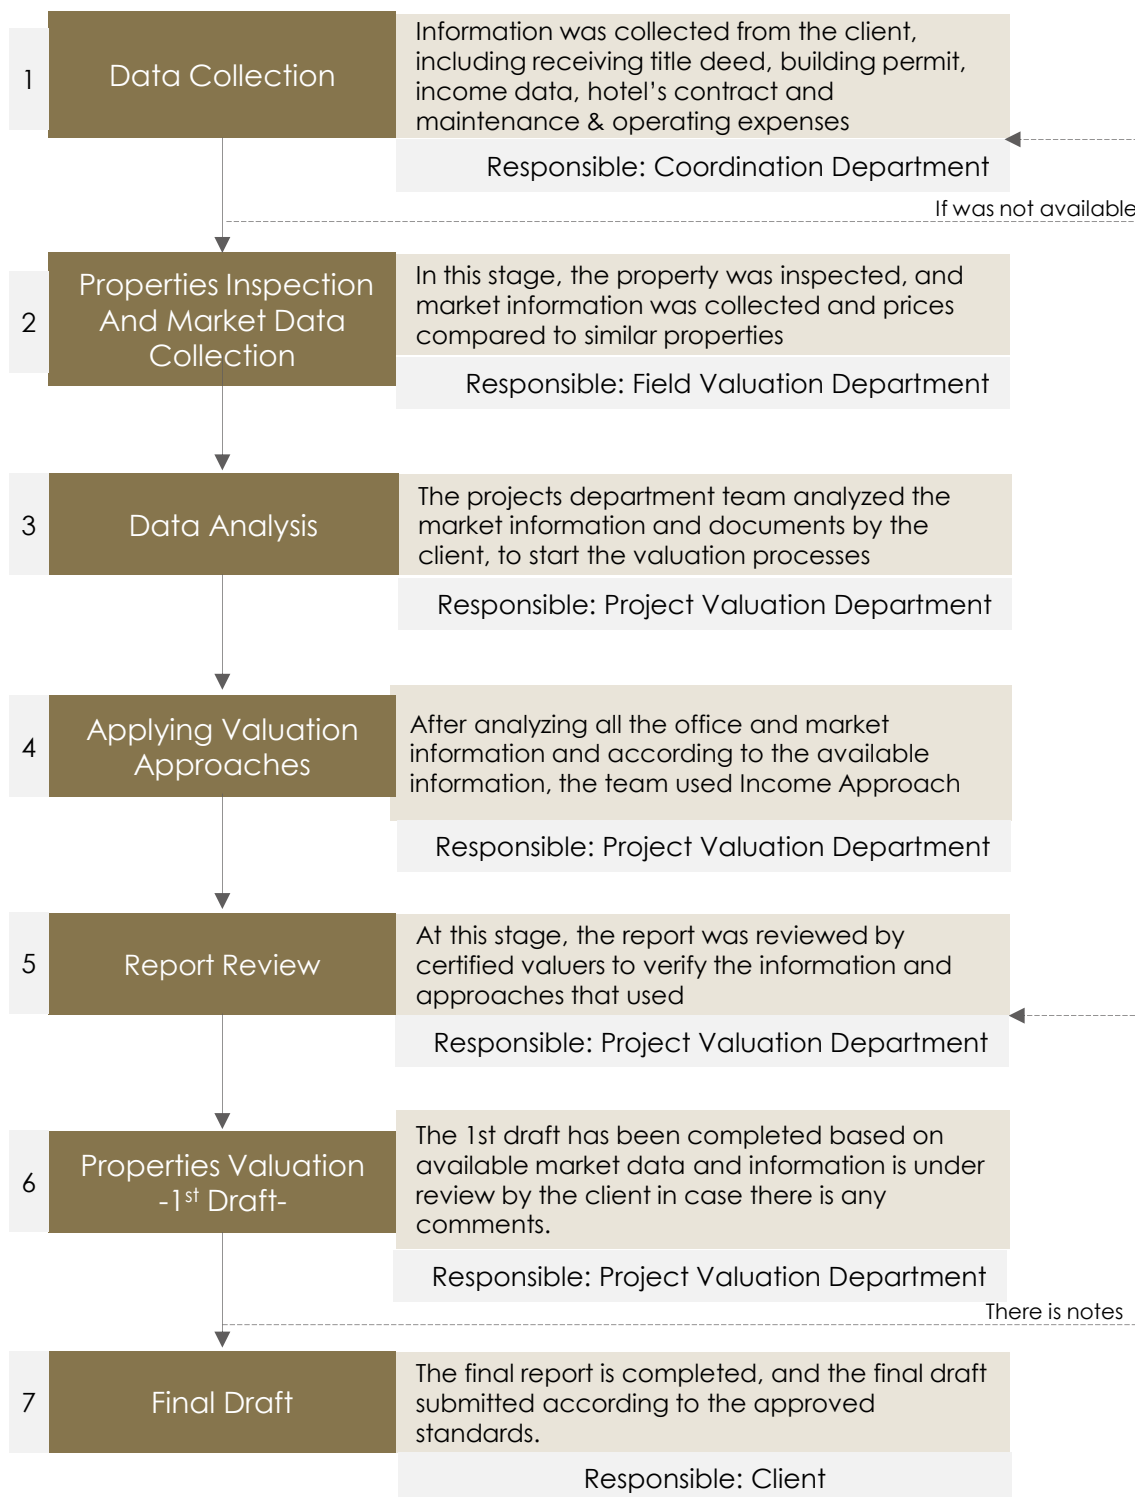 1
Data Collection
Information was collected from the client,
including receiving title deed, building permit,
income data, hotel's contract and
maintenance & operating expenses
Responsible: Coordination Department
If was not available
2
Properties Inspection
And Market Data
Collection
In this stage, the property was inspected, and
market information was collected and prices
compared to similar properties
Responsible: Field Valuation Department
3
Data Analysis
The projects department team analyzed the
market information and documents by the
client, to start the valuation processes
Responsible: Project Valuation Department
4
Applying Valuation
Approaches
After analyzing all the office and market
information and according to the available
information, the team used Income Approach
Responsible: Project Valuation Department
5
Report Review
At this stage, the report was reviewed by
certified valuers to verify the information and
approaches that used
Responsible: Project Valuation Department
6
Properties Valuation
-1st Draft-
The 1st draft has been completed based on
available market data and information is under
review by the client in case there is any
comments.
Responsible: Project Valuation Department
There is notes
7
Final Draft
The final report is completed, and the final draft
submitted according to the approved
standards.
Responsible: Client